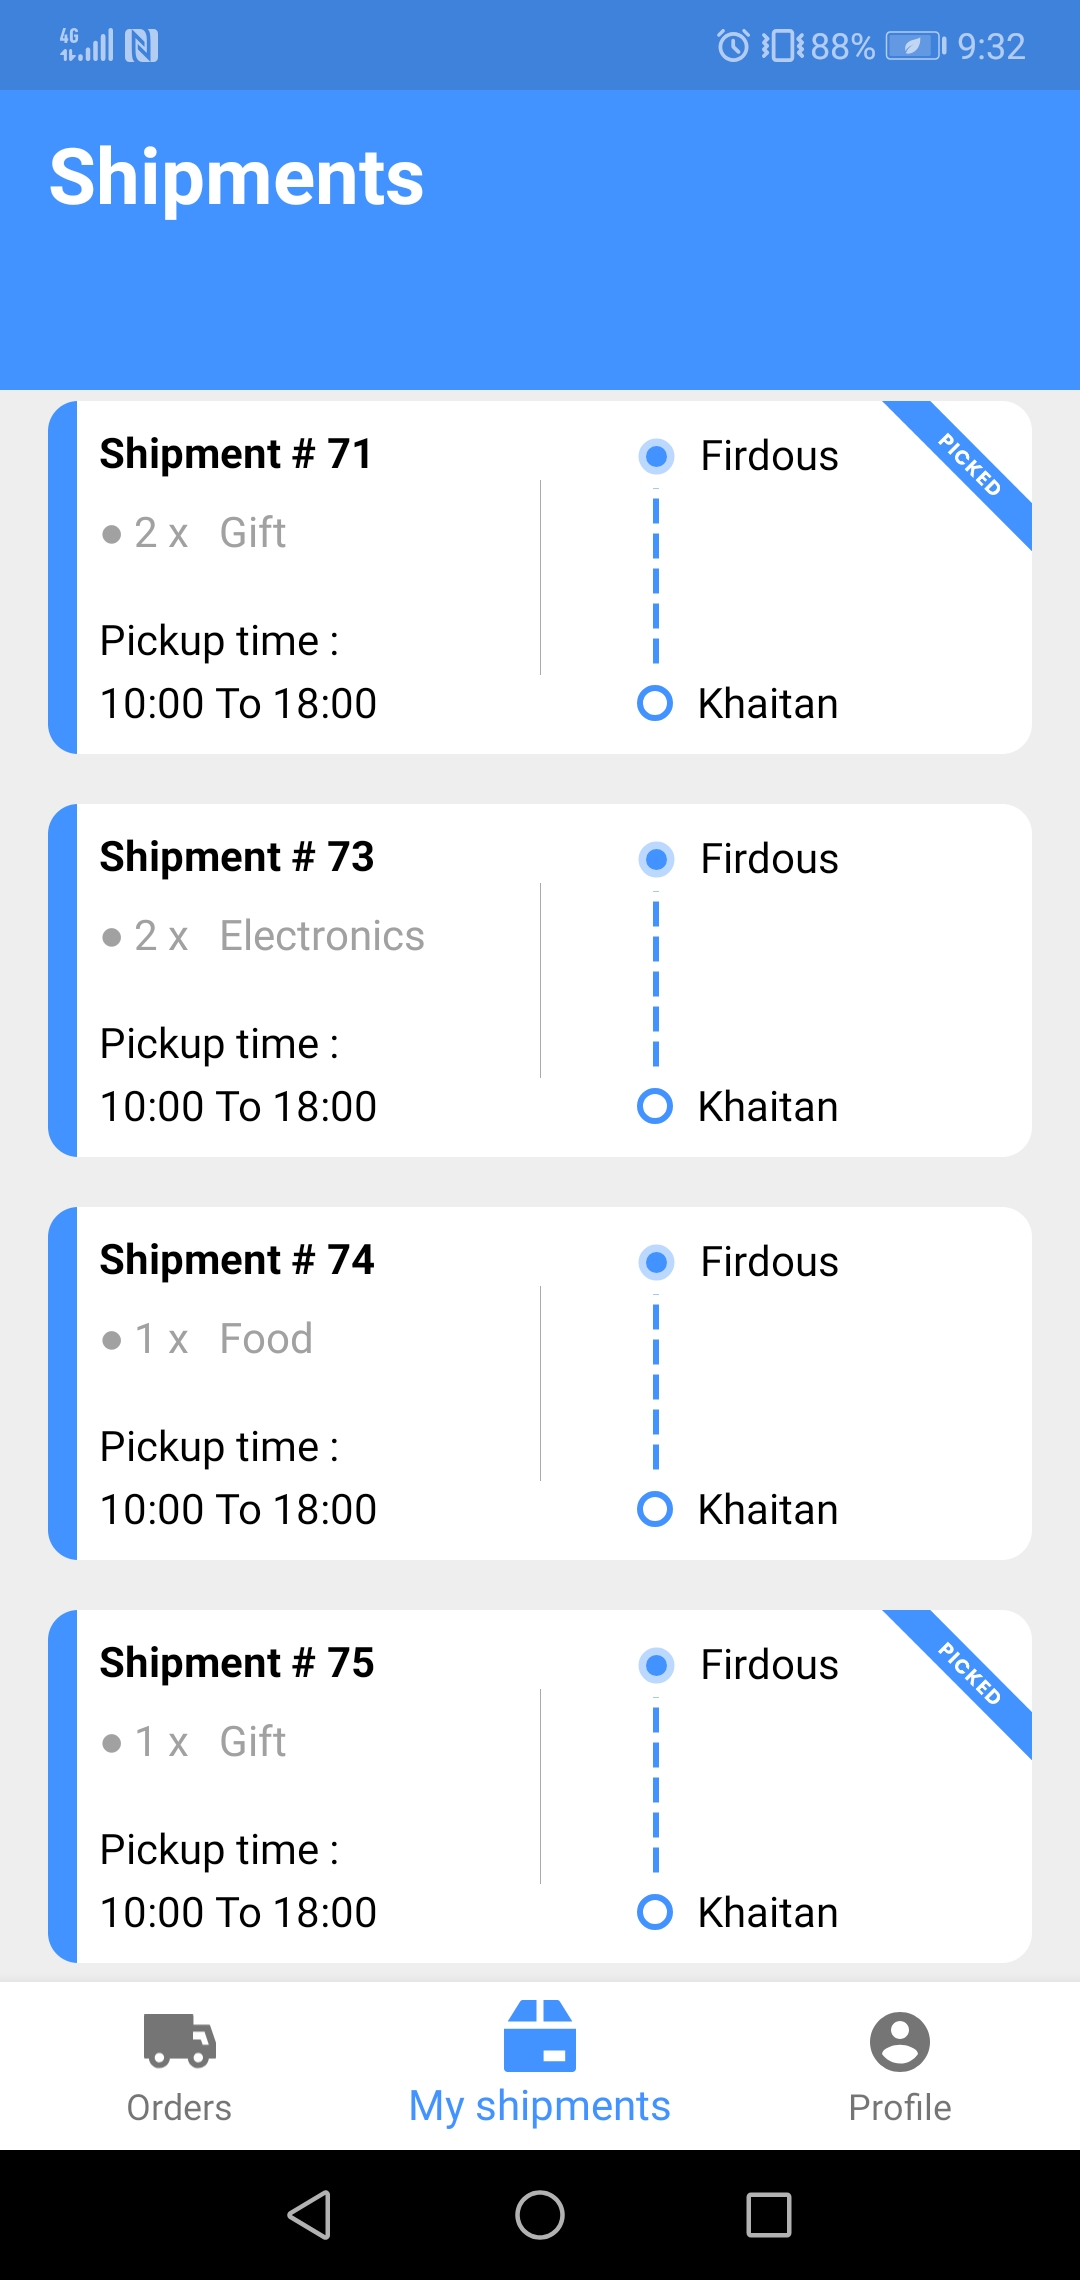 4G 88% 9:32
Shipments
Shipment # 71
Firdous
PICKED
● 2 x Gift
Pickup time :
10:00 To 18:00
Khaitan
Shipment # 73
Firdous
● 2 x Electronics
Pickup time :
10:00 To 18:00
Khaitan
Shipment # 74
Firdous
● 1 x Food
Pickup time :
10:00 To 18:00
Khaitan
Shipment # 75
Firdous
PICKED
● 1 x Gift
Pickup time :
10:00 To 18:00
Khaitan
Orders
My shipments
Profile